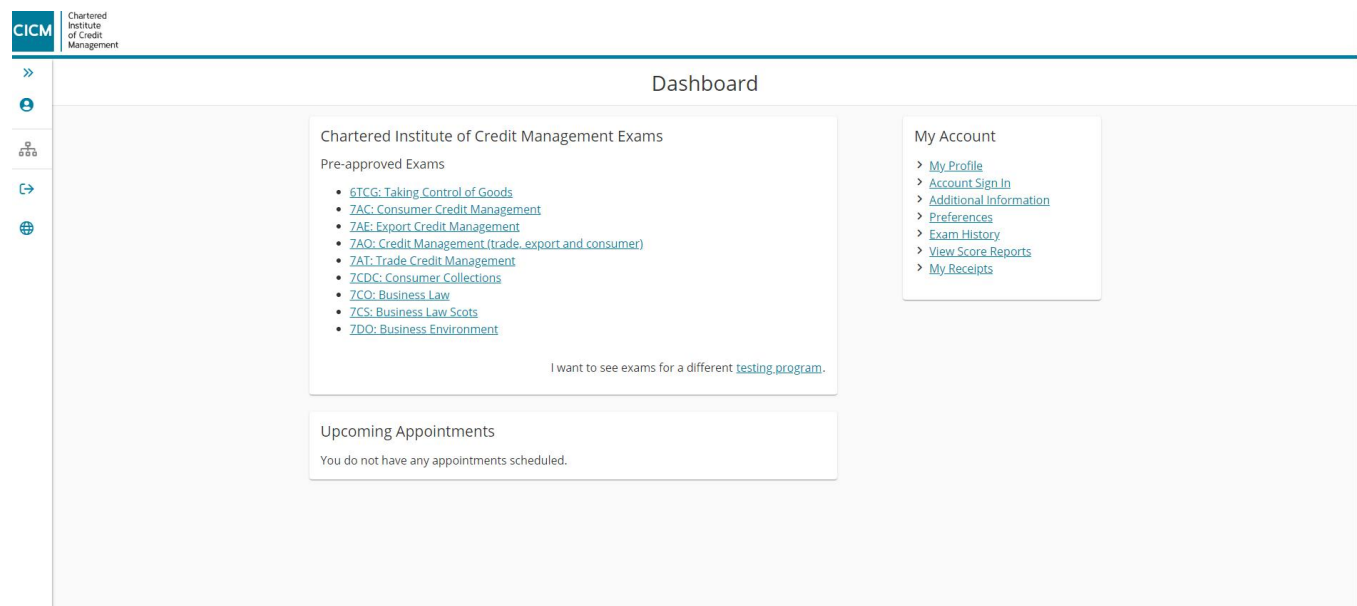 CICM
Chartered
Institute
of Credit
Management
Dashboard
Chartered Institute of Credit Management Exams
Pre-approved Exams
6TCG: Taking Control of Goods
7AC: Consumer Credit Management
7AE: Export Credit Management
7AO: Credit Management (trade, export and consumer)
7AT: Trade Credit Management
7CDC: Consumer Collections
7CO: Business Law
7CS: Business Law Scots
7DO: Business Environment
I want to see exams for a different testing program.
Upcoming Appointments
You do not have any appointments scheduled.
My Account
My Profile
Account Sign In
Additional Information
Preferences
Exam History
View Score Reports
My Receipts